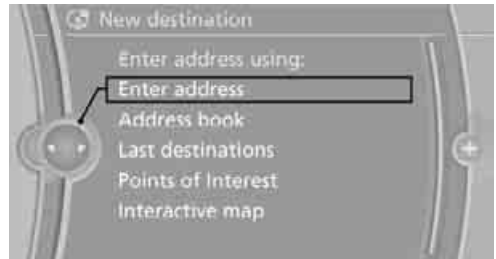 New destination
Enter address using:
Enter address
Address book
Last destinations
Points of Interest
Interactive map